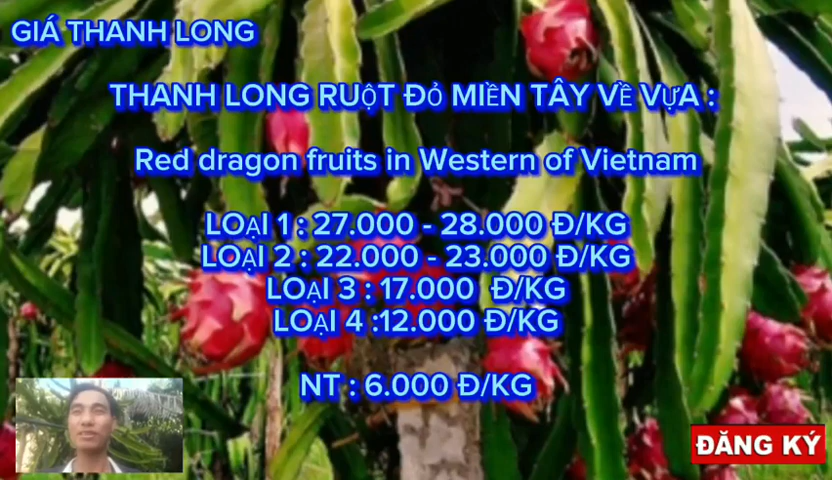 GIÁ THANH LONG
THANH LONG RUỘT ĐỎ MIỀN TÂY VỀ VỰA :
Red dragon fruits in Western of Vietnam
LOẠI 1 : 27.000 - 28.000 Đ/KG
LOẠI 2 : 22.000 - 23.000 Đ/KG
LOẠI 3 : 17.000 Đ/KG
LOẠI 4 :12.000 Đ/KG
NT : 6.000 Đ/KG
ĐĂNG KÝ